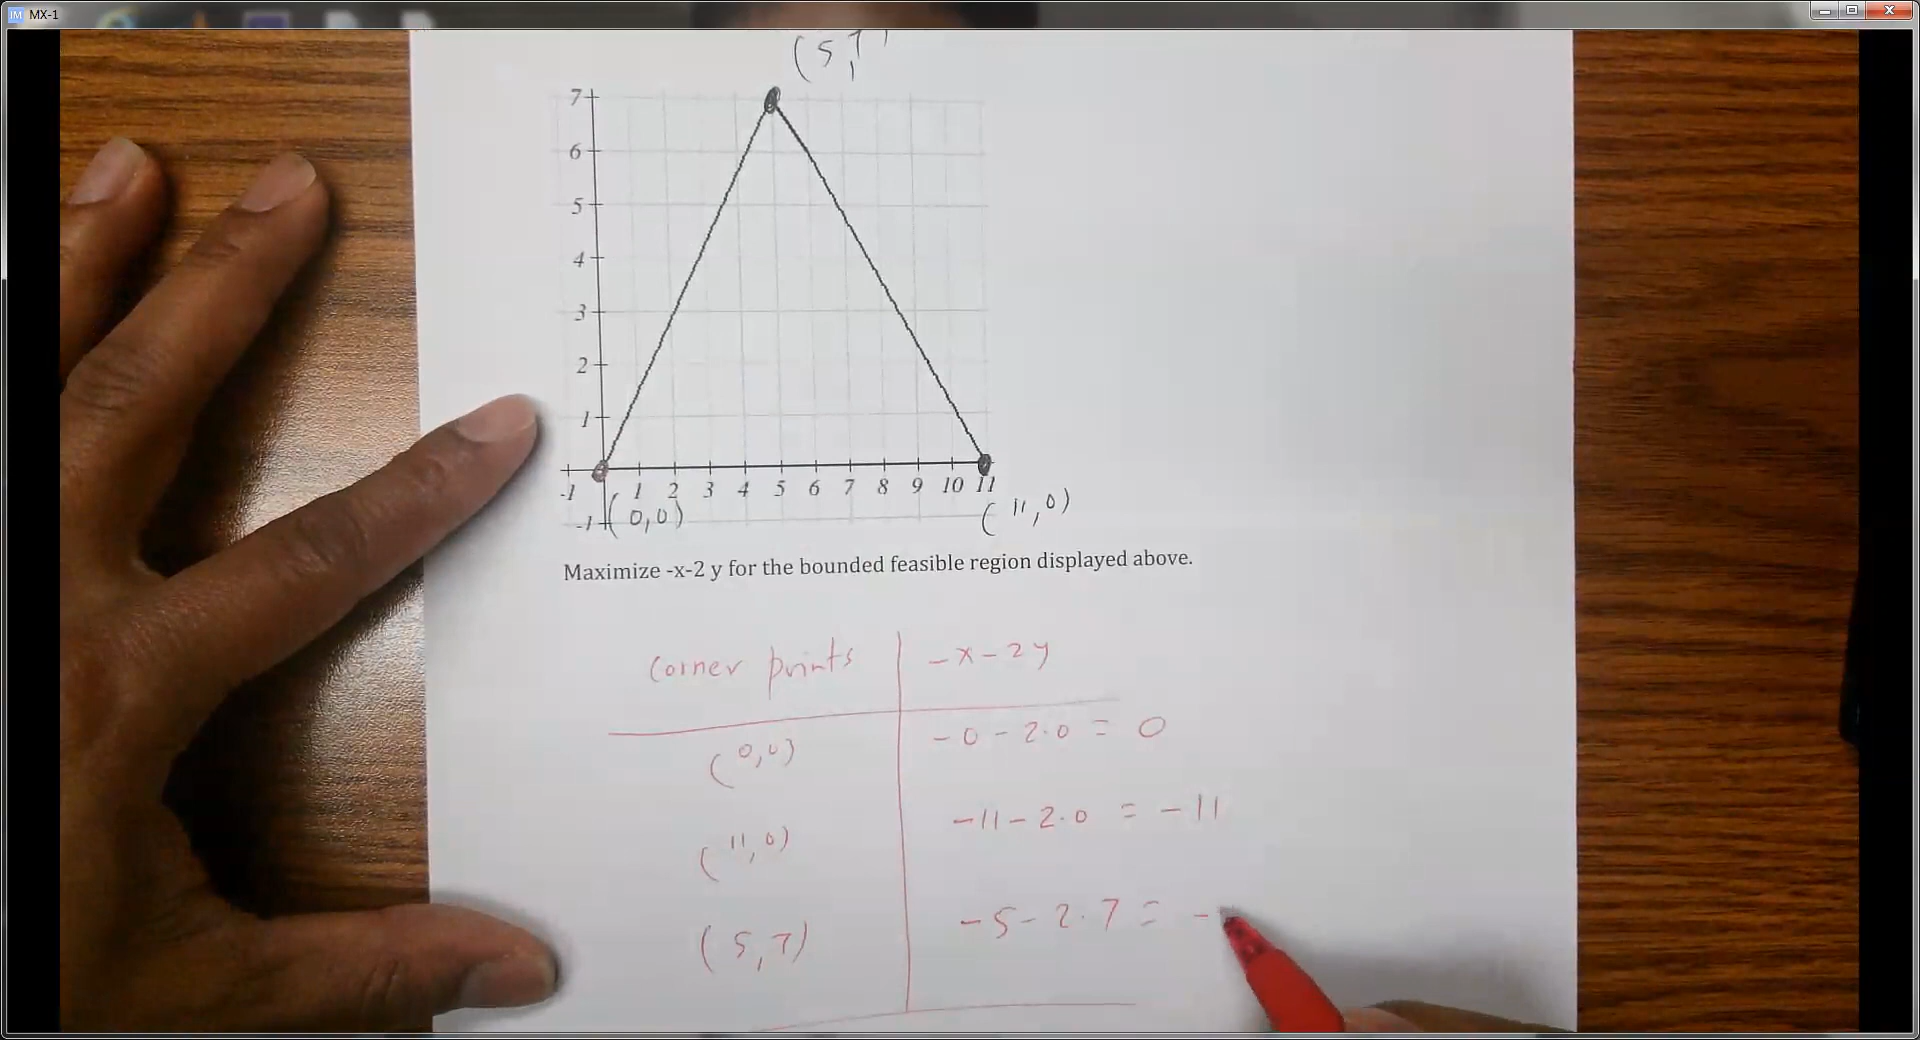 MX-1
(5,7)
7
6
5
4
3
2
1
-1 1 2 3 4 5 6 7 8 9 10 11
-1 (0,0) (11,0)
Maximize -x-2 y for the bounded feasible region displayed above.
corner points -x-2y
(0,0) -0-2·0 = 0
(11,0) -11-2·0 = -11
(5,7) -5-2·7 = -